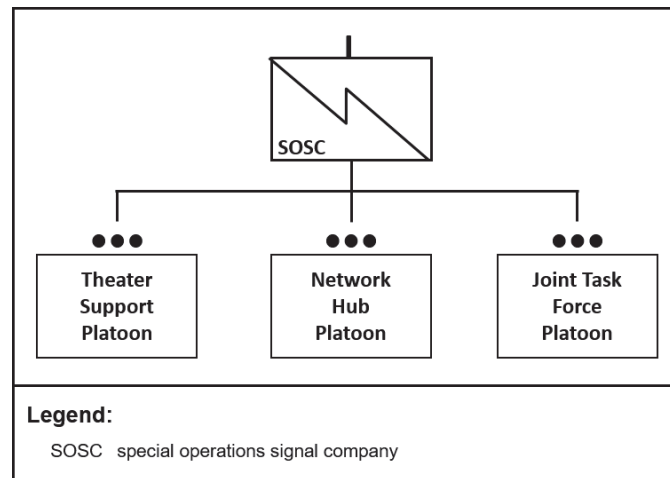 SOSC
Theater
Support
Platoon
Network
Hub
Platoon
Joint Task
Force
Platoon
Legend:
SOSC special operations signal company